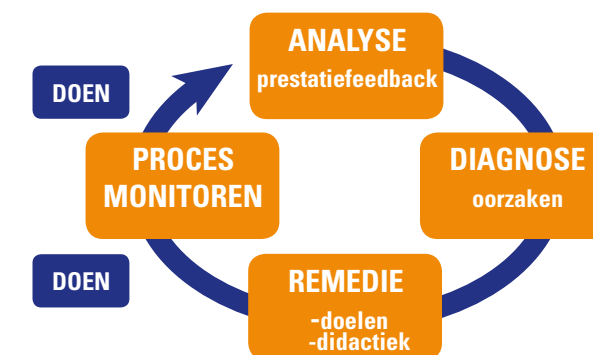 ANALYSE
prestatiefeedback
DOEN
PROCES
MONITOREN
DIAGNOSE
oorzaken
DOEN
REMEDIE
-doelen
-didactiek